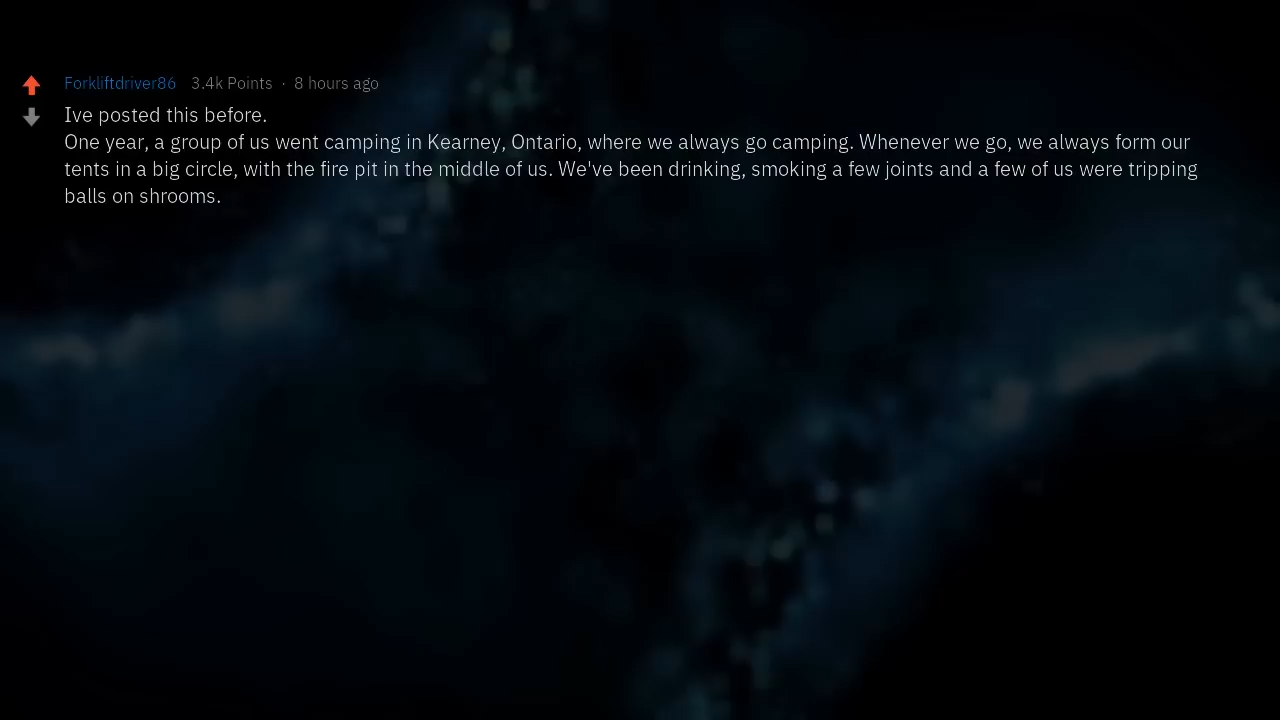 Forkliftdriver86 3.4k Points · 8 hours ago
Ive posted this before.
One year, a group of us went camping in Kearney, Ontario, where we always go camping. Whenever we go, we always form our
tents in a big circle, with the fire pit in the middle of us. We've been drinking, smoking a few joints and a few of us were tripping
balls on shrooms.